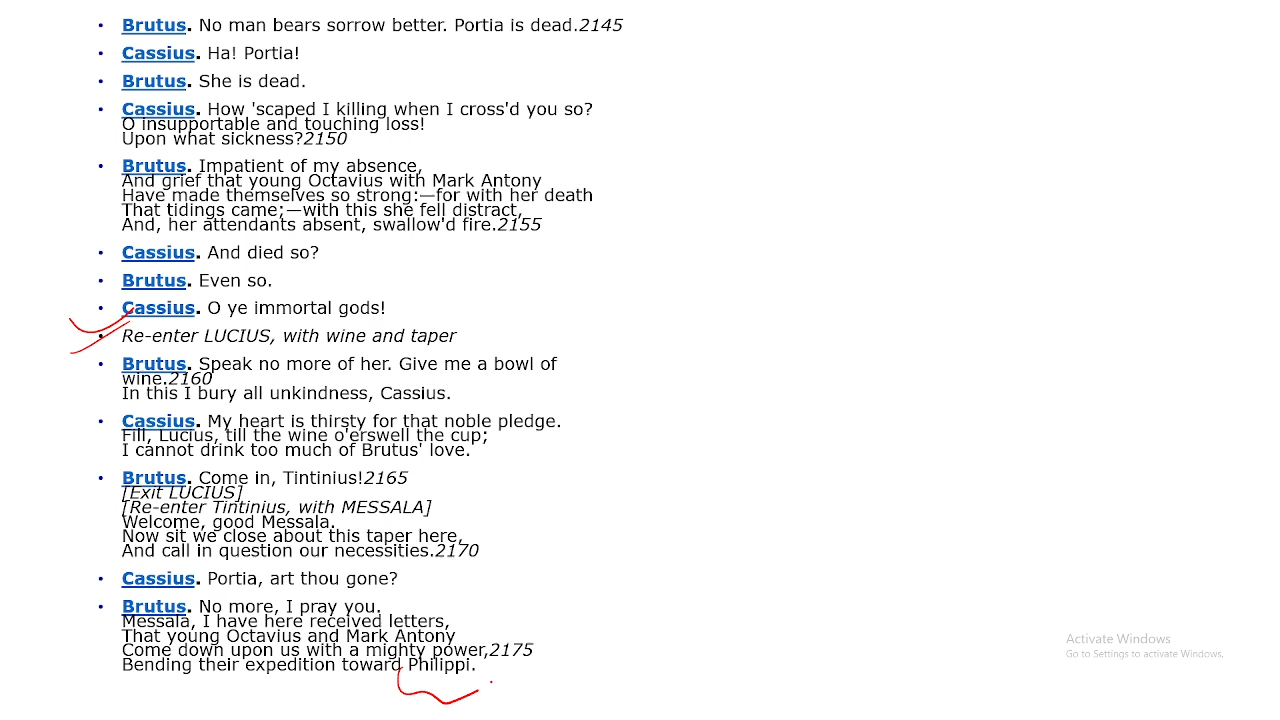 • Brutus. No man bears sorrow better. Portia is dead.2145
• Cassius. Ha! Portia!
• Brutus. She is dead.
• Cassius. How 'scaped I killing when I cross'd you so?
O insupportable and touching loss!
Upon what sickness?2150
• Brutus. Impatient of my absence,
And grief that young Octavius with Mark Antony
Have made themselves so strong:—for with her death
That tidings came;—with this she fell distract,
And, her attendants absent, swallow'd fire.2155
• Cassius. And died so?
• Brutus. Even so.
• Cassius. O ye immortal gods!
• Re-enter LUCIUS, with wine and taper
• Brutus. Speak no more of her. Give me a bowl of
wine.2160
In this I bury all unkindness, Cassius.
• Cassius. My heart is thirsty for that noble pledge.
Fill, Lucius, till the wine o'erswell the cup;
I cannot drink too much of Brutus' love.
• Brutus. Come in, Tintinius!2165
[Exit LUCIUS]
[Re-enter Tintinius, with MESSALA]
Welcome, good Messala.
Now sit we close about this taper here,
And call in question our necessities.2170
• Cassius. Portia, art thou gone?
• Brutus. No more, I pray you.
Messala, I have here received letters,
That young Octavius and Mark Antony
Come down upon us with a mighty power,2175
Bending their expedition toward Philippi.
Activate Windows
Go to Settings to activate Windows.